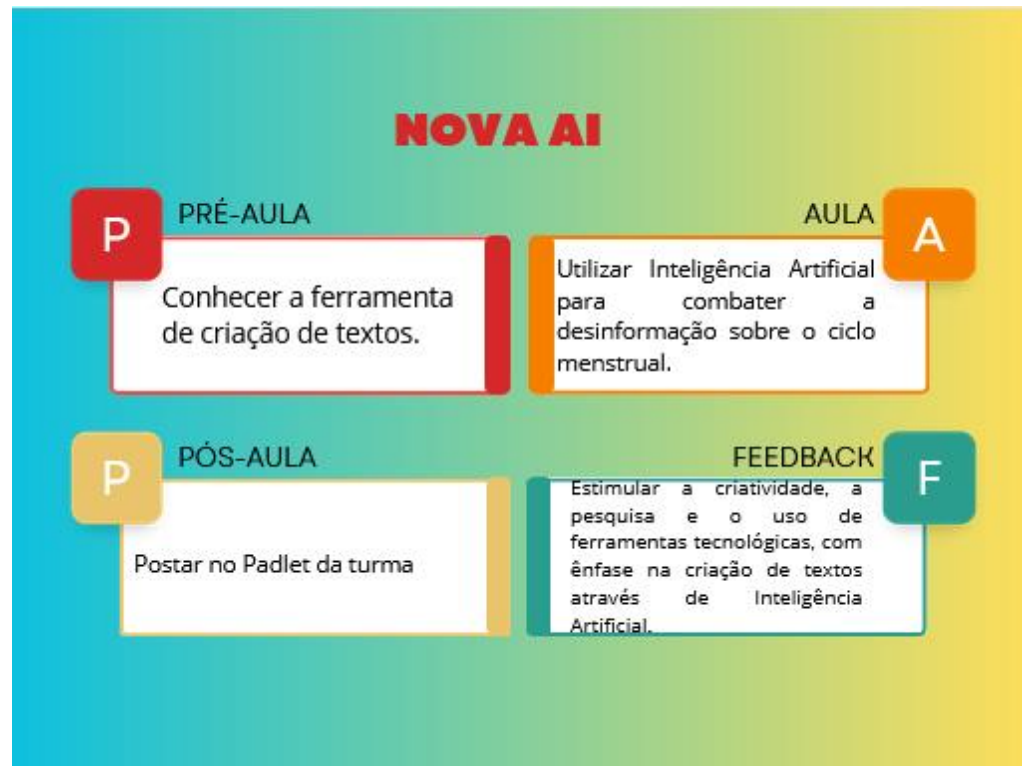 NOVA AI
P
PRÉ-AULA
Conhecer a ferramenta
de criação de textos.
AULA
A
Utilizar Inteligência Artificial
para combater a
desinformação sobre o ciclo
menstrual.
P
PÓS-AULA
Postar no Padlet da turma
FEEDBACK
F
Estimular a criatividade, a
pesquisa e o uso de
ferramentas tecnológicas, com
ênfase na criação de textos
através de Inteligência
Artificial.